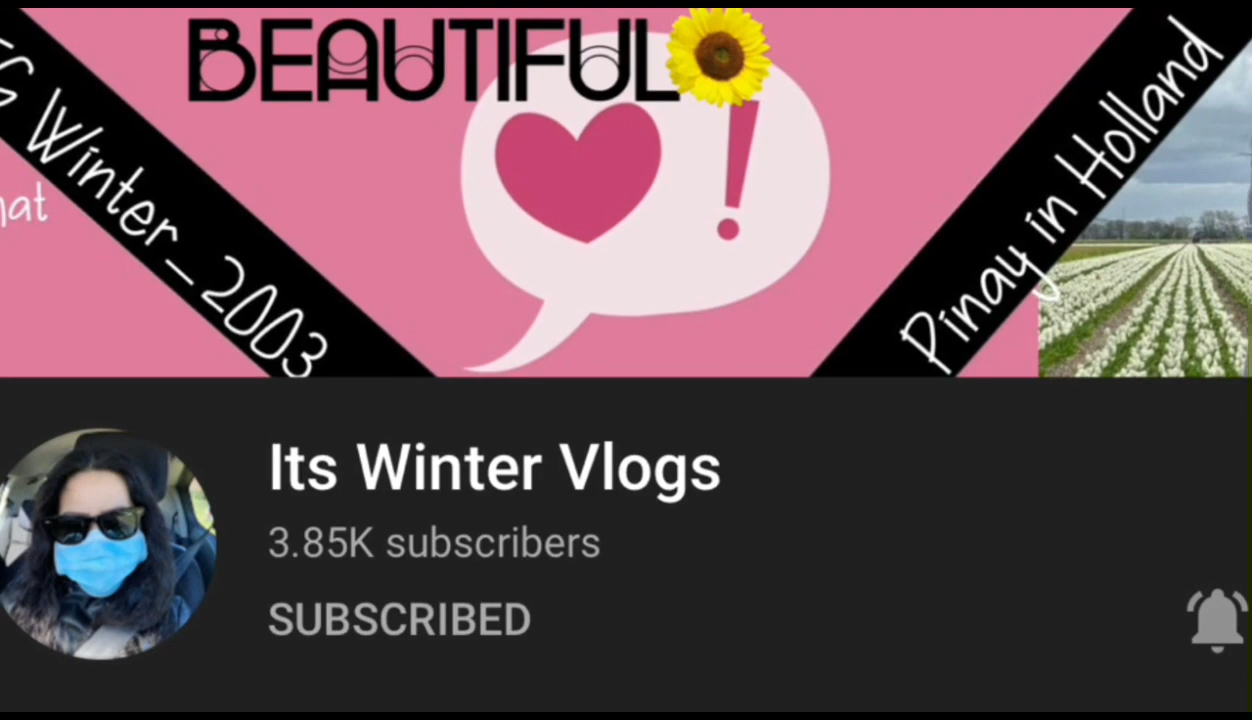 BEAUTIFUL
Winter_2003
Pinay in Holland
Its Winter Vlogs
3.85K subscribers
SUBSCRIBED